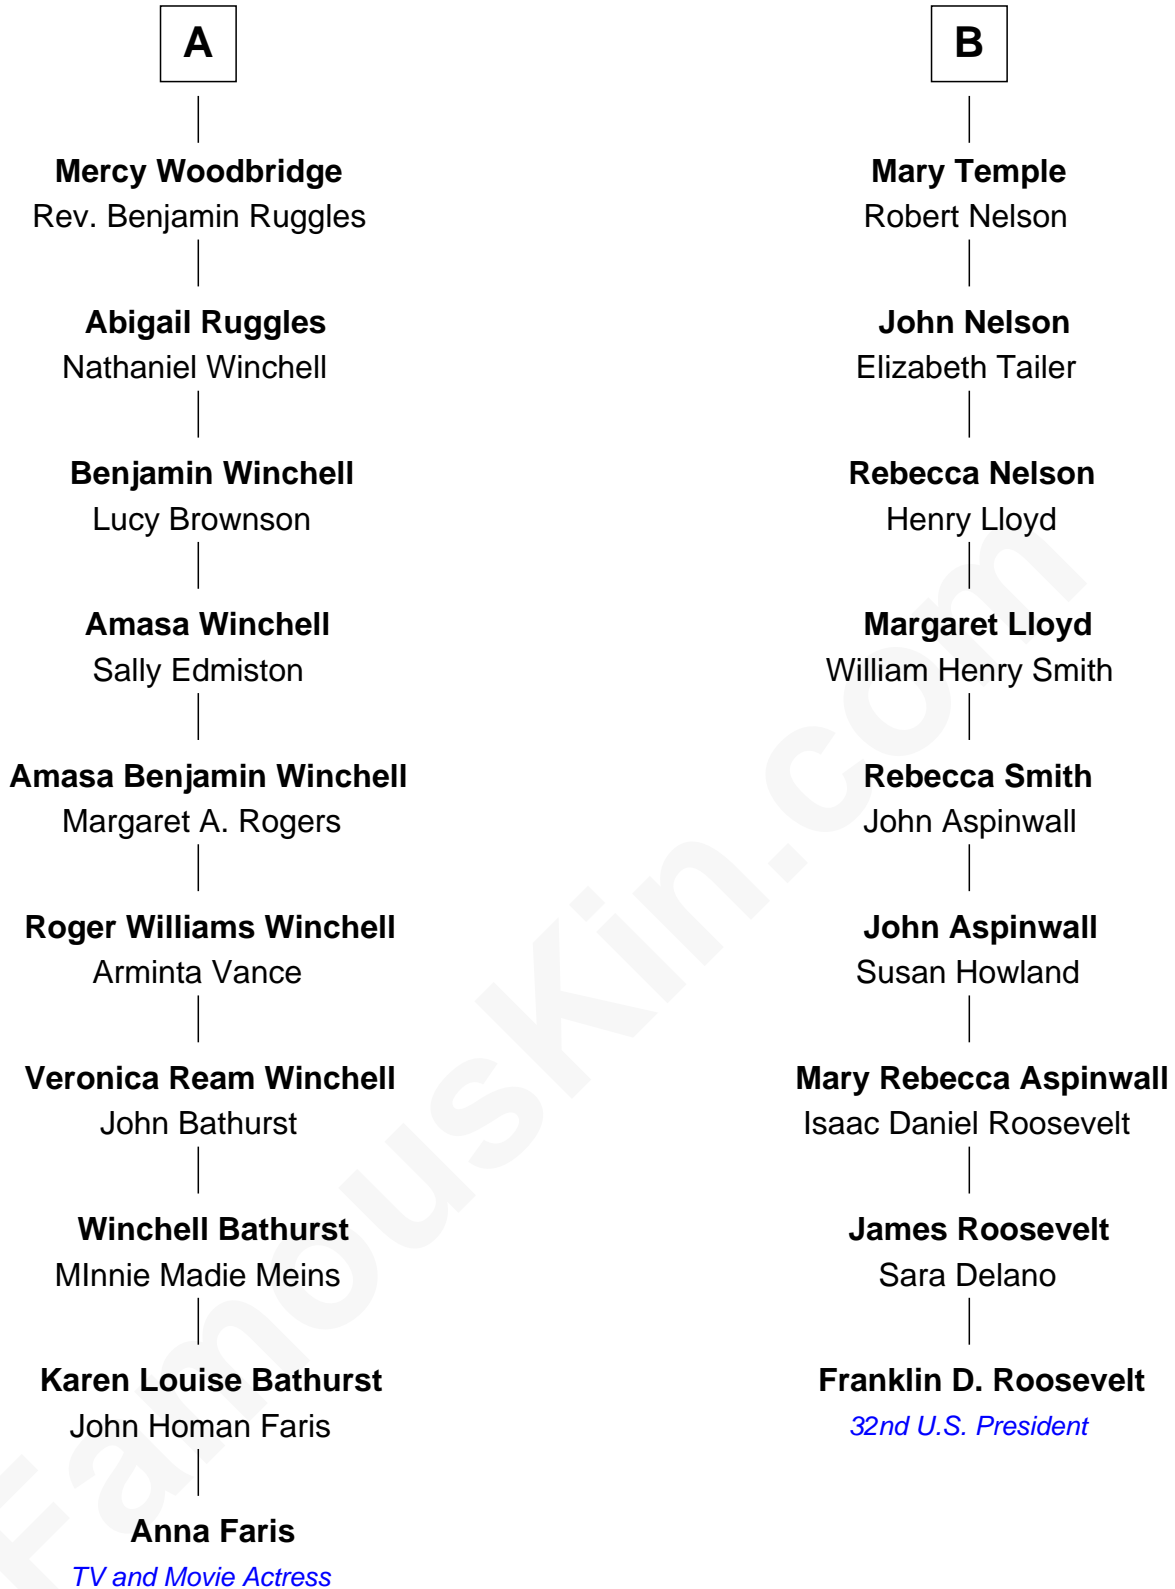 A
Mercy Woodbridge
Rev. Benjamin Ruggles
Abigail Ruggles
Nathaniel Winchell
Benjamin Winchell
Lucy Brownson
Amasa Winchell
Sally Edmiston
Amasa Benjamin Winchell
Margaret A. Rogers
Roger Williams Winchell
Arminta Vance
Veronica Ream Winchell
John Bathurst
Winchell Bathurst
MInnie Madie Meins
Karen Louise Bathurst
John Homan Faris
Anna Faris
TV and Movie Actress
B
Mary Temple
Robert Nelson
John Nelson
Elizabeth Tailer
Rebecca Nelson
Henry Lloyd
Margaret Lloyd
William Henry Smith
Rebecca Smith
John Aspinwall
John Aspinwall
Susan Howland
Mary Rebecca Aspinwall
Isaac Daniel Roosevelt
James Roosevelt
Sara Delano
Franklin D. Roosevelt
32nd U.S. President
FamousKin.com